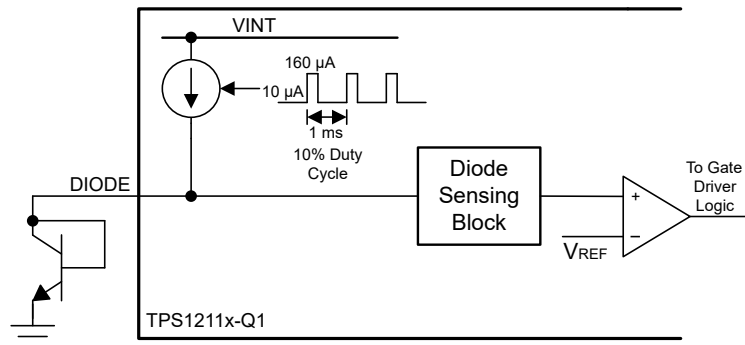 VINT
160 µA
10 µA
1 ms
10% Duty
Cycle
DIODE
Diode
Sensing
Block
+
−
VREF
To Gate
Driver
Logic
TPS1211x-Q1